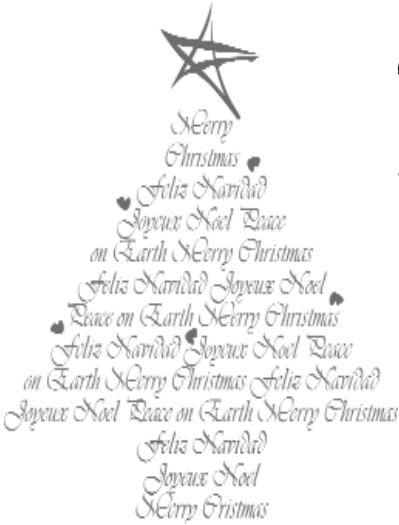 Merry
Christmas
Feliz Navidad
Joyeux Noel Peace
on Earth Merry Christmas
Feliz Navidad Joyeux Noel
Peace on Earth Merry Christmas
Feliz Navidad Joyeux Noel Peace
on Earth Merry Christmas Feliz Navidad
Joyeux Noel Peace on Earth Merry Christmas
Feliz Navidad
Joyeux Noel
Merry Cristmas